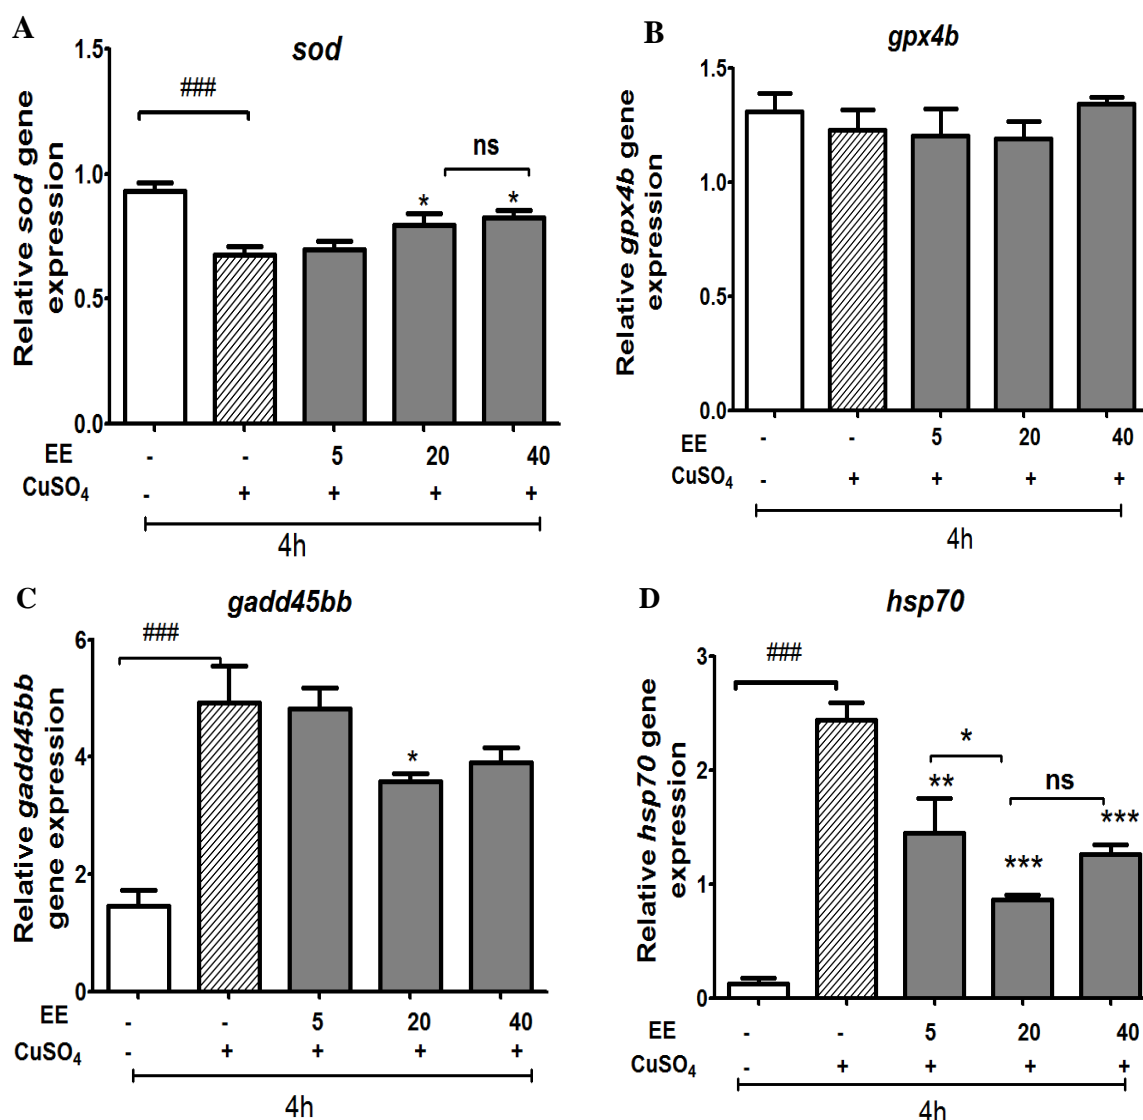 A
sod
Relative sod gene
expression
1.5
1.0
0.5
0.0
###
*
ns
*
EE - - 5 20 40
CuSO4 - + + + +
4h
B
gpx4b
Relative gpx4b gene
expression
1.5
1.0
0.5
0.0
EE - - 5 20 40
CuSO4 - + + + +
4h
C
gadd45bb
Relative gadd45bb
gene expression
6
4
2
0
###
*
EE - - 5 20 40
CuSO4 - + + + +
4h
D
hsp70
Relative hsp70 gene
expression
3
2
1
0
###
*
**
ns
***
***
EE - - 5 20 40
CuSO4 - + + + +
4h